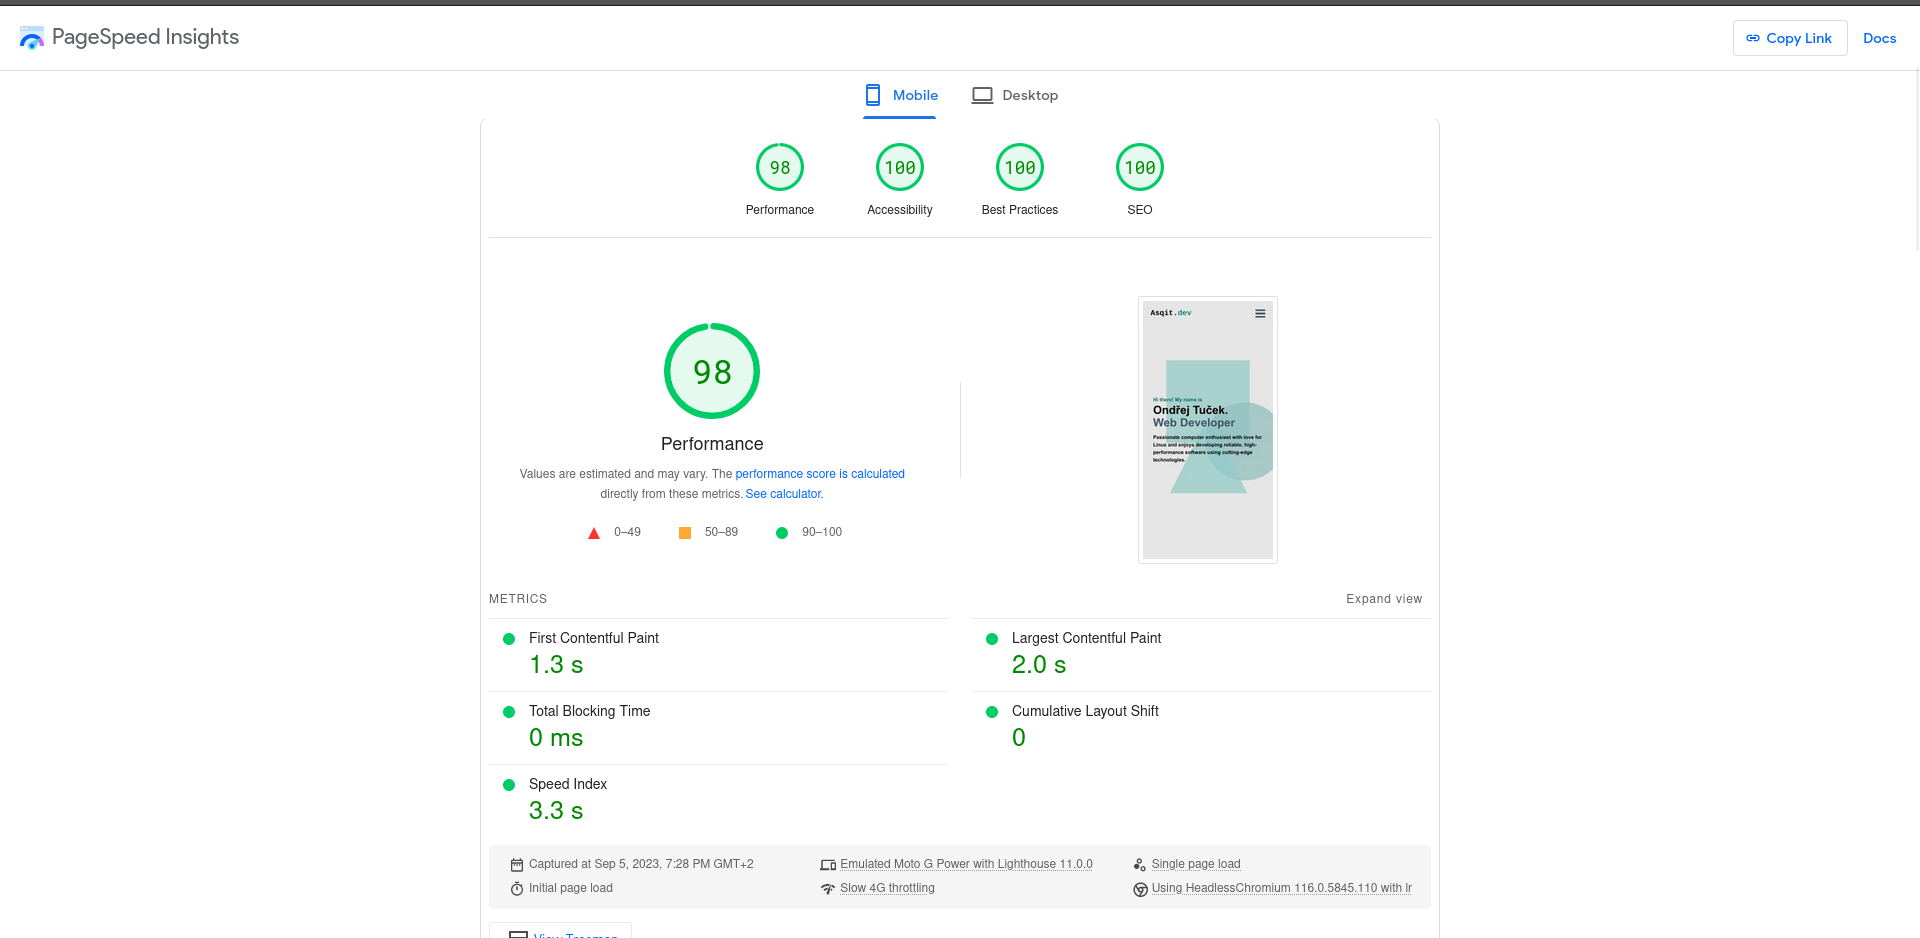 PageSpeed Insights
Copy Link
Docs
Mobile
Desktop
98
100
100
100
Performance
Accessibility
Best Practices
SEO
98
Performance
Values are estimated and may vary. The performance score is calculated
directly from these metrics. See calculator.
0–49
50–89
90–100
Asqit.dev
Hi there! My name is
Ondřej Tuček.
Web Developer
Passionate computer enthusiast with love for
Linux and enjoys developing reliable, high-
performance software using cutting-edge
technologies.
METRICS
Expand view
First Contentful Paint
1.3 s
Largest Contentful Paint
2.0 s
Total Blocking Time
0 ms
Cumulative Layout Shift
0
Speed Index
3.3 s
Captured at Sep 5, 2023, 7:28 PM GMT+2
Emulated Moto G Power with Lighthouse 11.0.0
Single page load
Initial page load
Slow 4G throttling
Using HeadlessChromium 116.0.5845.110 with lr
View Treemap